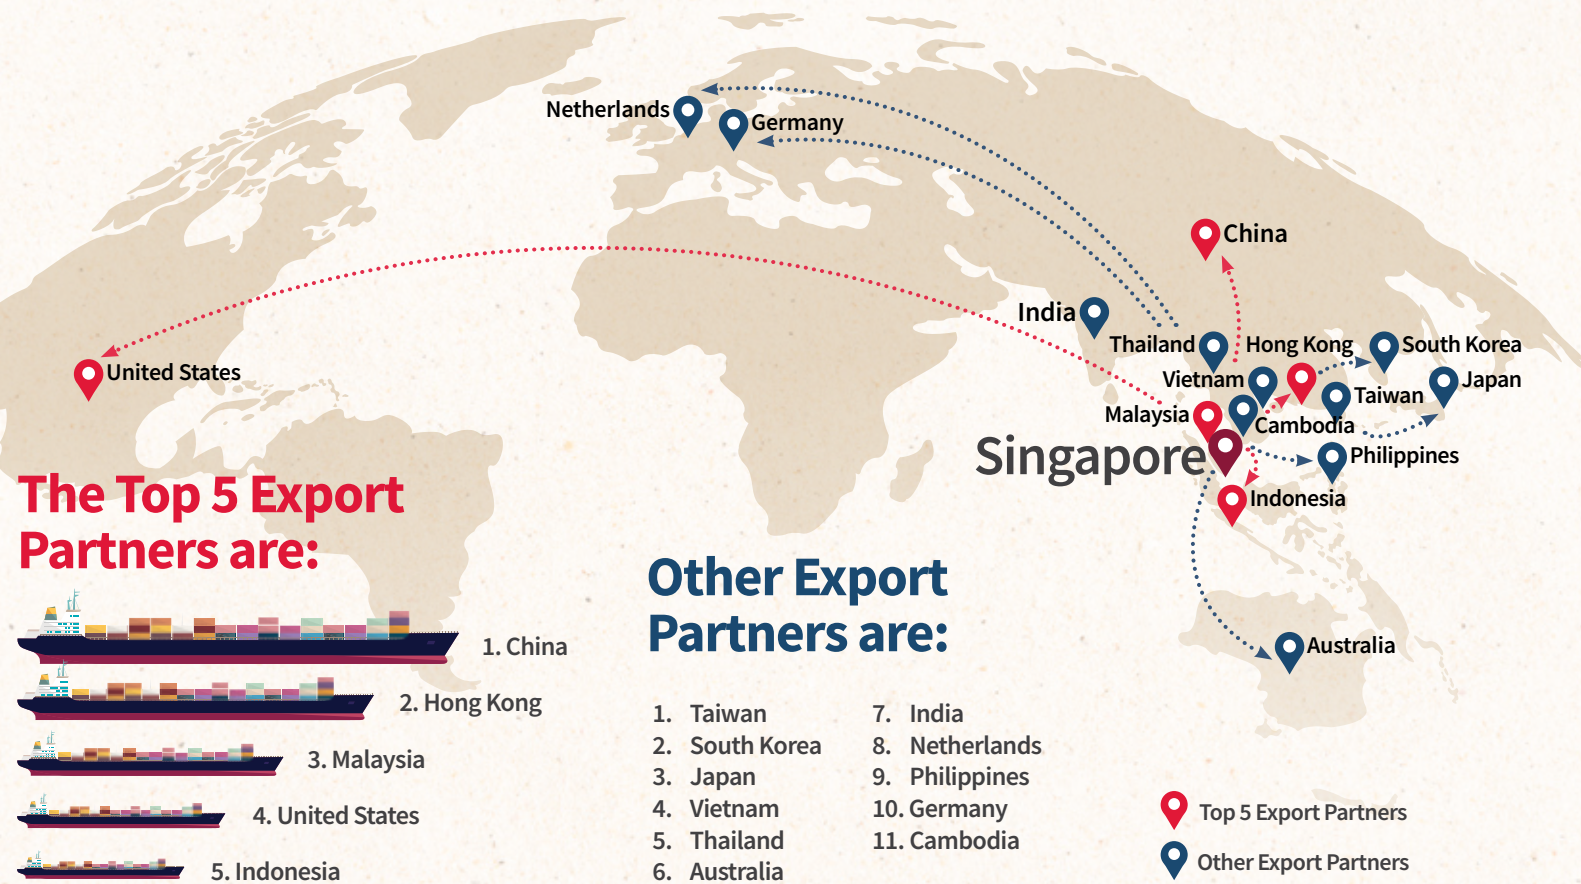 Netherlands
Germany
China
India
Thailand
Hong Kong
South Korea
United States
Vietnam
Japan
Taiwan
Malaysia
Cambodia
Singapore
Philippines
Indonesia
Australia
The Top 5 Export
Partners are:
1. China
2. Hong Kong
3. Malaysia
4. United States
5. Indonesia
Other Export
Partners are:
1. Taiwan
2. South Korea
3. Japan
4. Vietnam
5. Thailand
6. Australia
7. India
8. Netherlands
9. Philippines
10. Germany
11. Cambodia
Top 5 Export Partners
Other Export Partners